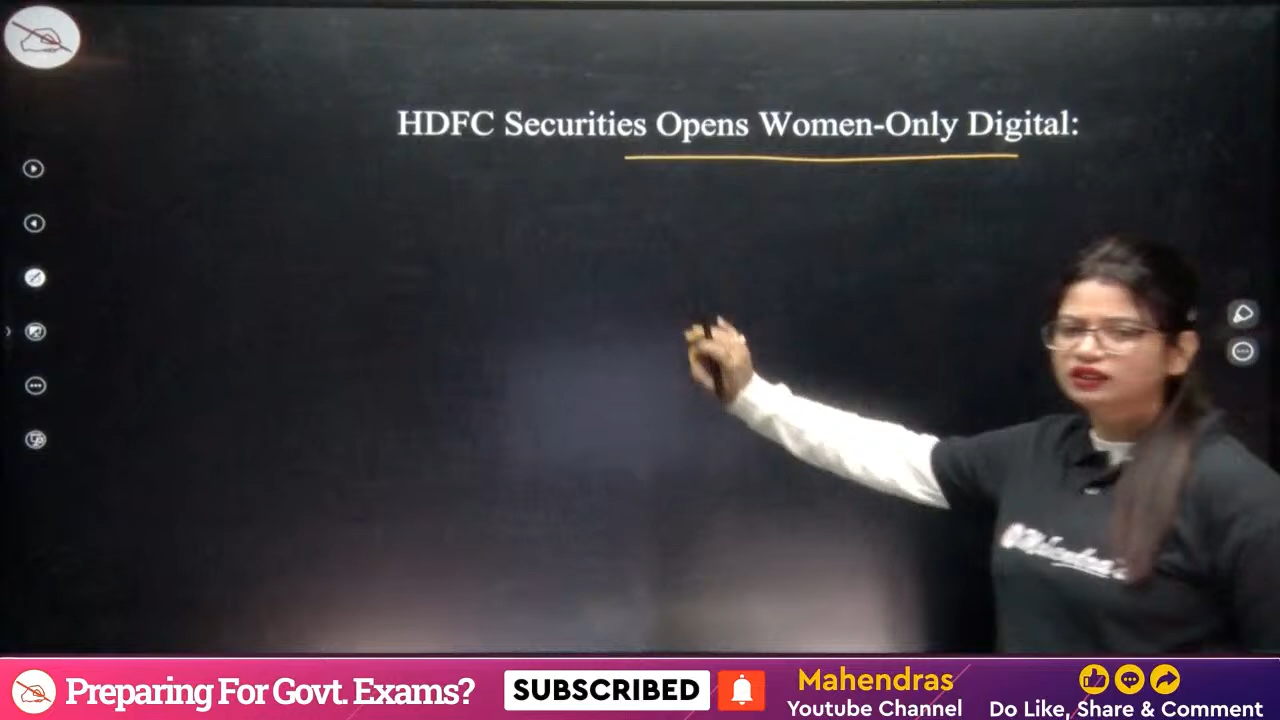 HDFC Securities Opens Women-Only Digital:
Preparing For Govt. Exams?
SUBSCRIBED
Mahendras
Youtube Channel
Do Like, Share & Comment